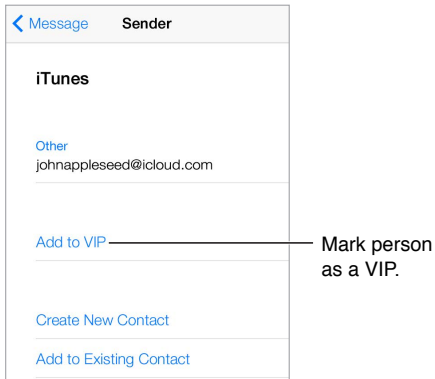 Message Sender
iTunes
Other
johnappleseed@icloud.com
Add to VIP
Mark person
as a VIP.
Create New Contact
Add to Existing Contact